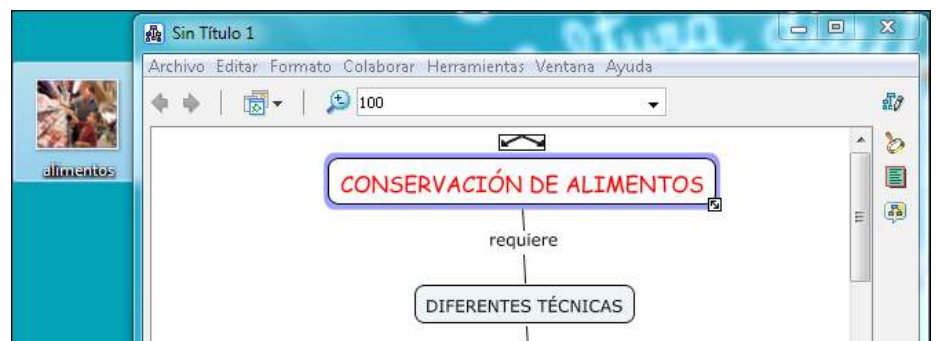 Sin Título 1
Archivo Editar Formato Colaborar Herramientas Ventana Ayuda
100
alimentos
CONSERVACIÓN DE ALIMENTOS
requiere
DIFERENTES TÉCNICAS